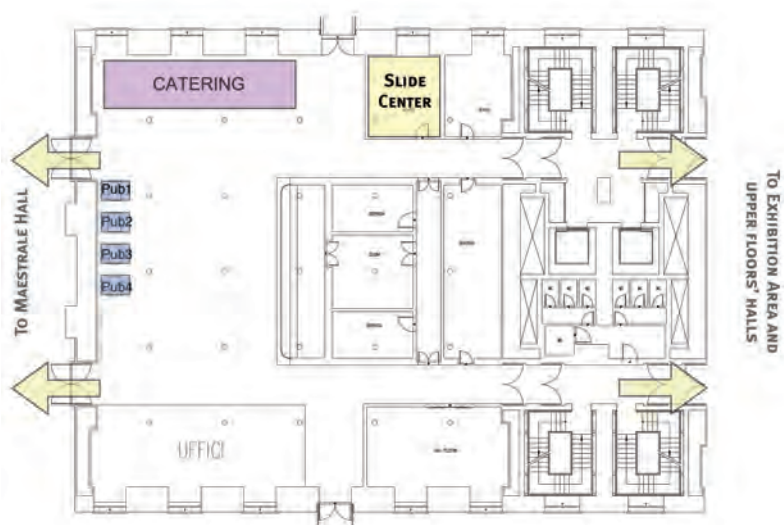 CATERING
SLIDE
CENTER
Pub1
Pub2
Pub3
Pub4
TO MAESTRALE HALL
TO EXHIBITION AREA AND
UPPER FLOORS' HALLS
UFFICI